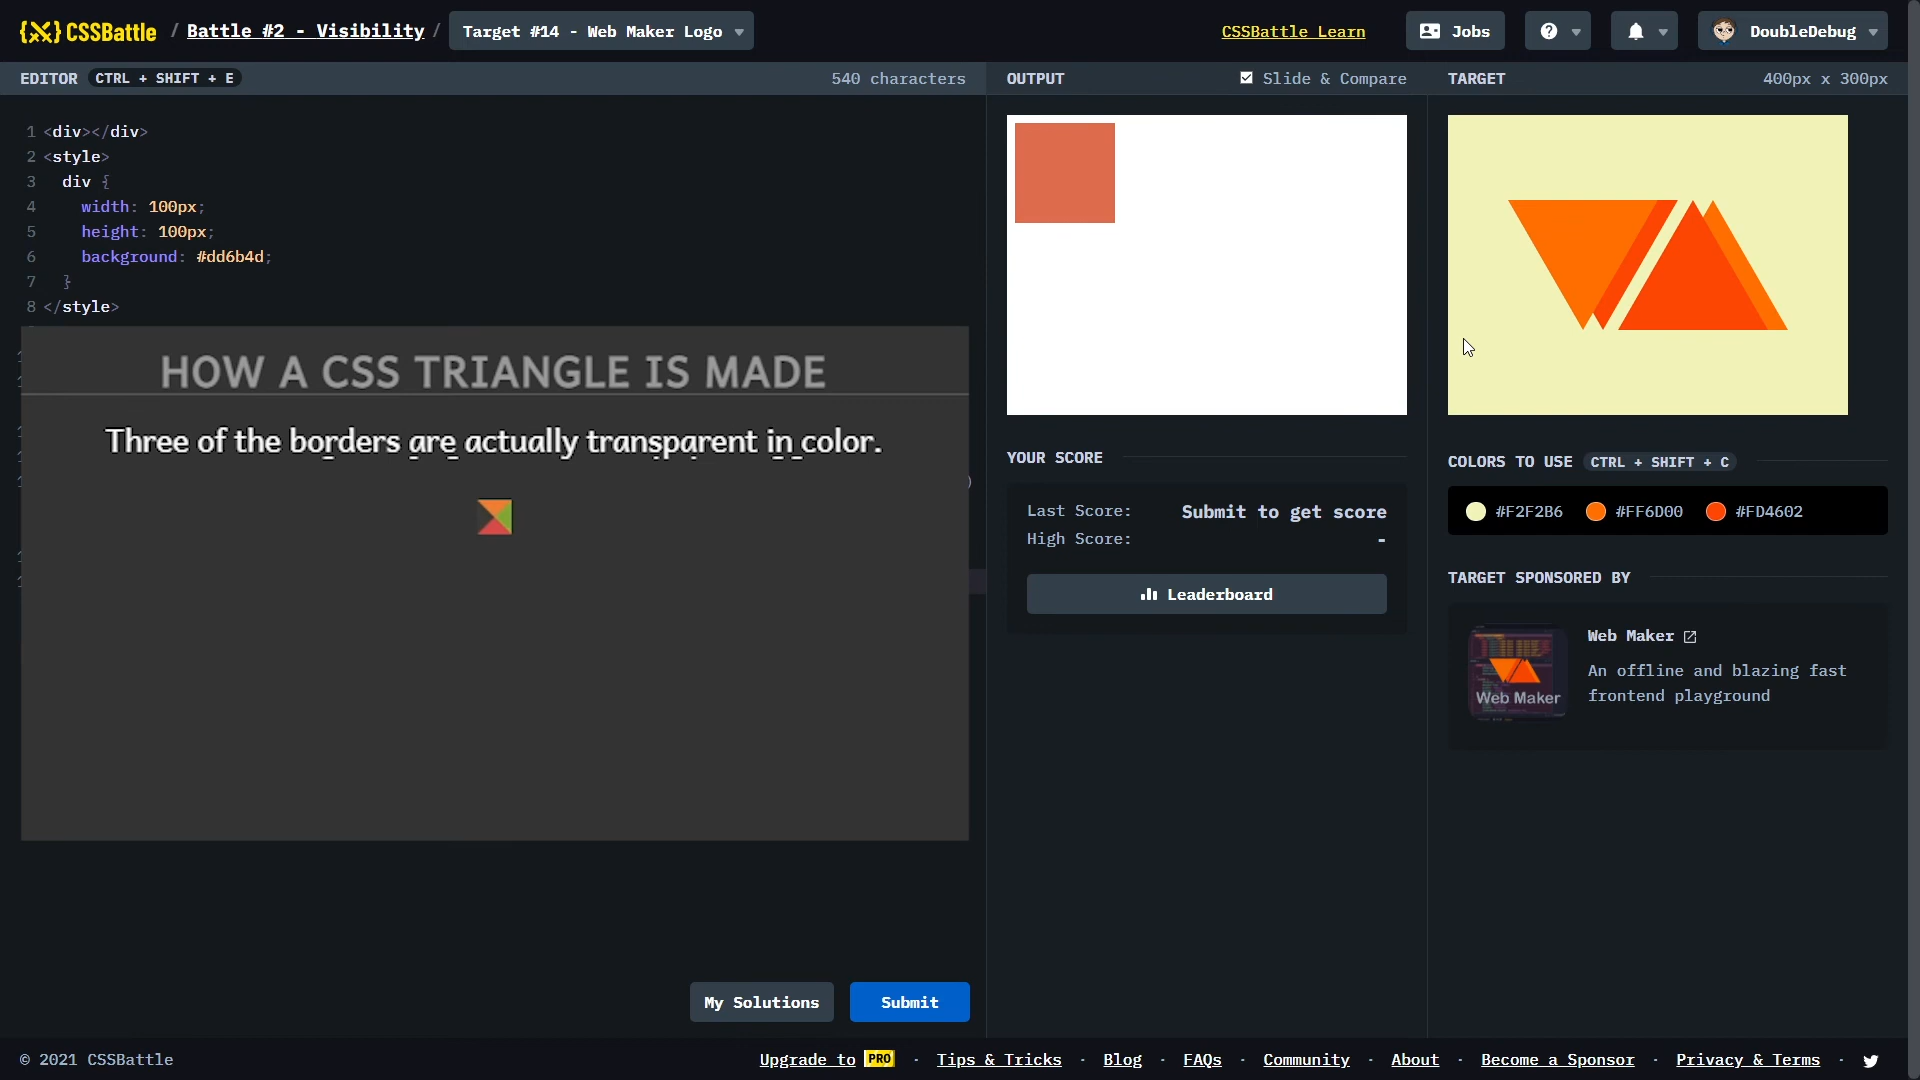 CSSBattle / Battle #2 - Visibility / Target #14 - Web Maker Logo
CSSBattle Learn
Jobs
DoubleDebug
EDITOR CTRL + SHIFT + E
540 characters
OUTPUT
Slide & Compare
TARGET
400px x 300px
1 <div></div>
2 <style>
3 div {
4 width: 100px;
5 height: 100px;
6 background: #dd6b4d;
7 }
8 </style>
HOW A CSS TRIANGLE IS MADE
Three of the borders are actually transparent in color.
My Solutions
Submit
YOUR SCORE
Last Score: Submit to get score
High Score: -
Leaderboard
COLORS TO USE CTRL + SHIFT + C
#F2F2B6 #FF6D00 #FD4602
TARGET SPONSORED BY
Web Maker
Web Maker
An offline and blazing fast
frontend playground
© 2021 CSSBattle
Upgrade to PRO · Tips & Tricks · Blog · FAQs · Community · About · Become a Sponsor · Privacy & Terms ·